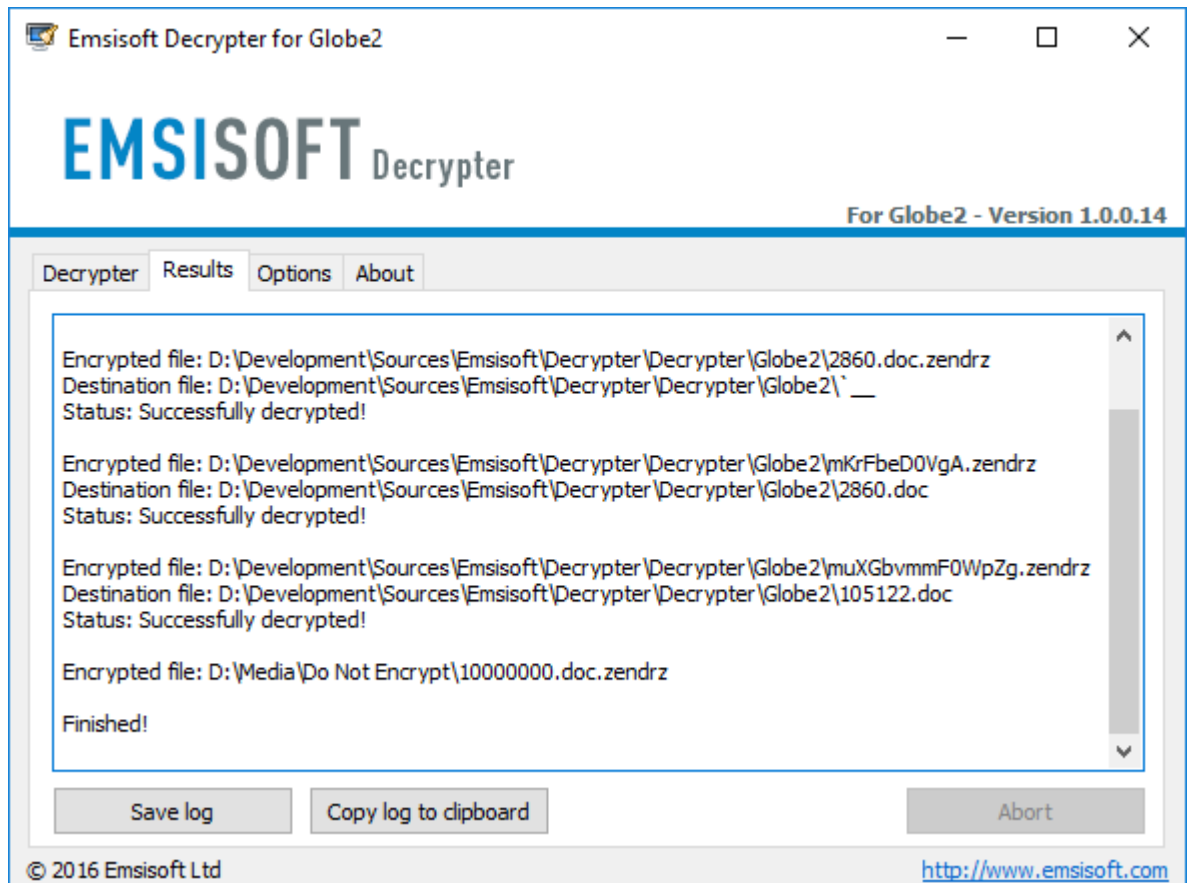 Emsisoft Decrypter for Globe2
EMSISOFT Decrypter
For Globe2 - Version 1.0.0.14
Decrypter Results Options About
Encrypted file: D:\Development\Sources\Emsisoft\Decrypter\Decrypter\Globe2\2860.doc.zendrz
Destination file: D:\Development\Sources\Emsisoft\Decrypter\Decrypter\Globe2\`__
Status: Successfully decrypted!
Encrypted file: D:\Development\Sources\Emsisoft\Decrypter\Decrypter\Globe2\mKrFbeD0VgA.zendrz
Destination file: D:\Development\Sources\Emsisoft\Decrypter\Decrypter\Globe2\2860.doc
Status: Successfully decrypted!
Encrypted file: D:\Development\Sources\Emsisoft\Decrypter\Decrypter\Globe2\muXGbvmmF0WpZg.zendrz
Destination file: D:\Development\Sources\Emsisoft\Decrypter\Decrypter\Globe2\105122.doc
Status: Successfully decrypted!
Encrypted file: D:\Media\Do Not Encrypt\10000000.doc.zendrz
Finished!
Save log Copy log to clipboard Abort
© 2016 Emsisoft Ltd http://www.emsisoft.com